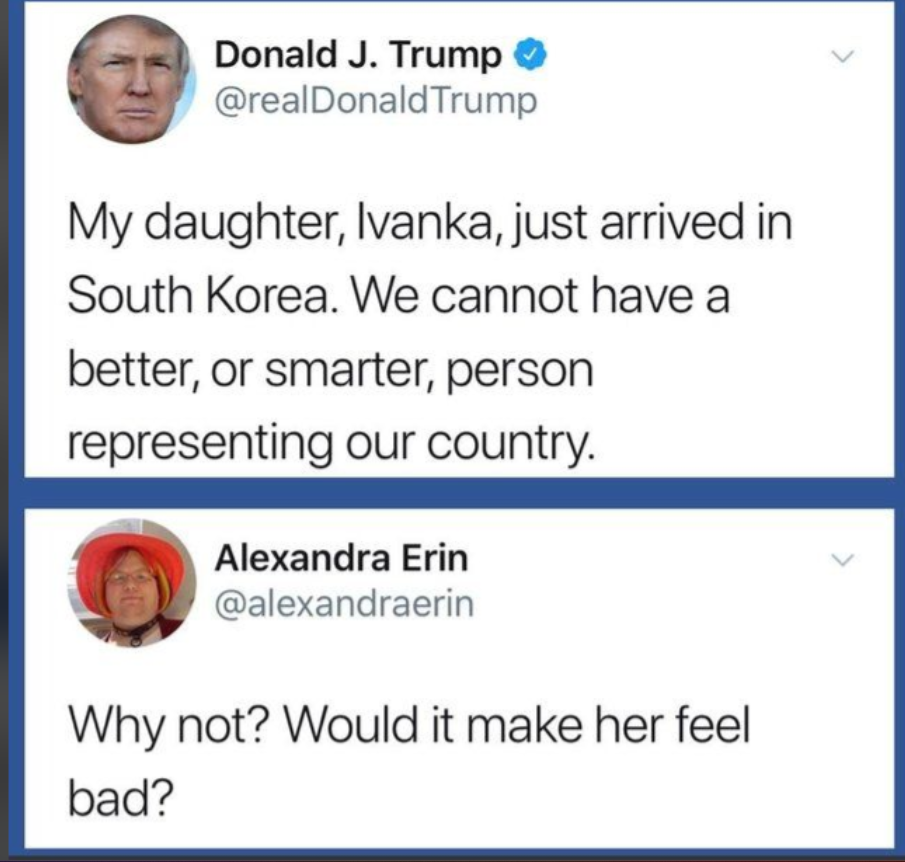 Donald J. Trump
@realDonaldTrump
My daughter, Ivanka, just arrived in
South Korea. We cannot have a
better, or smarter, person
representing our country.
Alexandra Erin
@alexandraerin
Why not? Would it make her feel
bad?